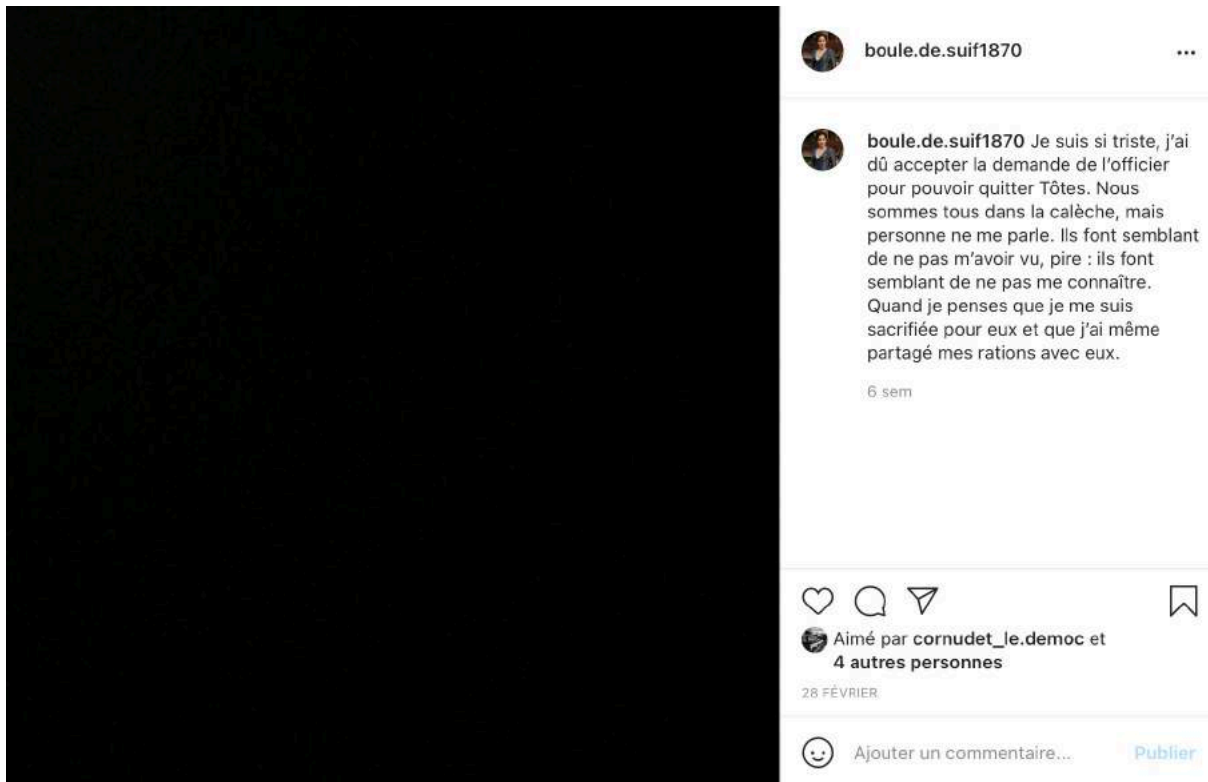 boule.de.suif1870
boule.de.suif1870 Je suis si triste, j'ai
dû accepter la demande de l'officier
pour pouvoir quitter Tôtes. Nous
sommes tous dans la calèche, mais
personne ne me parle. Ils font semblant
de ne pas m'avoir vu, pire : ils font
semblant de ne pas me connaître.
Quand je penses que je me suis
sacrifiée pour eux et que j'ai même
partagé mes rations avec eux.
6 sem
Aimé par cornudet_le.democ et
4 autres personnes
28 FÉVRIER
Ajouter un commentaire... Publier